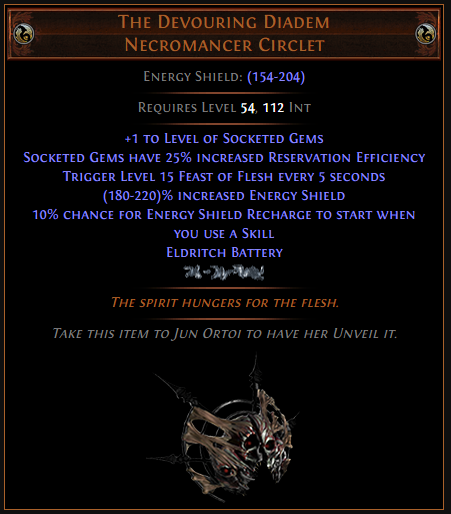 The Devouring Diadem
Necromancer Circlet
Energy Shield: (154-204)
Requires Level 54, 112 Int
+1 to Level of Socketed Gems
Socketed Gems have 25% increased Reservation Efficiency
Trigger Level 15 Feast of Flesh every 5 seconds
(180-220)% increased Energy Shield
10% chance for Energy Shield Recharge to start when
you use a Skill
Eldritch Battery
The spirit hungers for the flesh.
Take this item to Jun Ortoi to have her Unveil it.